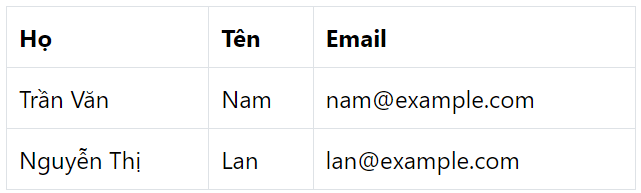 Họ Tên Email
Trần Văn Nam nam@example.com
Nguyễn Thị Lan lan@example.com